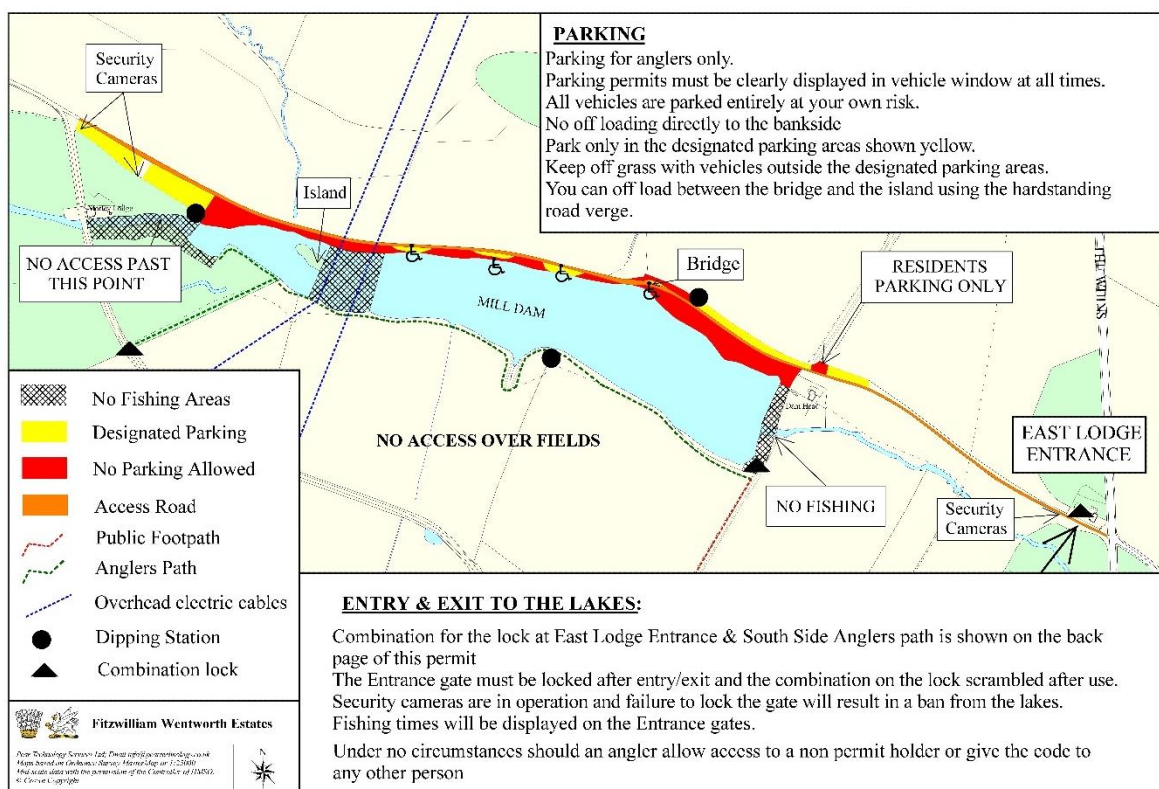 PARKING
Parking for anglers only.
Parking permits must be clearly displayed in vehicle window at all times.
All vehicles are parked entirely at your own risk.
No off loading directly to the bankside
Park only in the designated parking areas shown yellow.
Keep off grass with vehicles outside the designated parking areas.
You can off load between the bridge and the island using the hardstanding
road verge.
Security
Cameras
Island
NO ACCESS PAST
THIS POINT
Bridge
RESIDENTS
PARKING ONLY
MILL DAM
Dam Head
NO ACCESS OVER FIELDS
EAST LODGE
ENTRANCE
NO FISHING
Security
Cameras
No Fishing Areas
Designated Parking
No Parking Allowed
Access Road
Public Footpath
Anglers Path
Overhead electric cables
Dipping Station
Combination lock
Fitzwilliam Wentworth Estates
© Crown Copyright
N
ENTRY & EXIT TO THE LAKES:
Combination for the lock at East Lodge Entrance & South Side Anglers path is shown on the back
page of this permit
The Entrance gate must be locked after entry/exit and the combination on the lock scrambled after use.
Security cameras are in operation and failure to lock the gate will result in a ban from the lakes.
Fishing times will be displayed on the Entrance gates.
Under no circumstances should an angler allow access to a non permit holder or give the code to
any other person